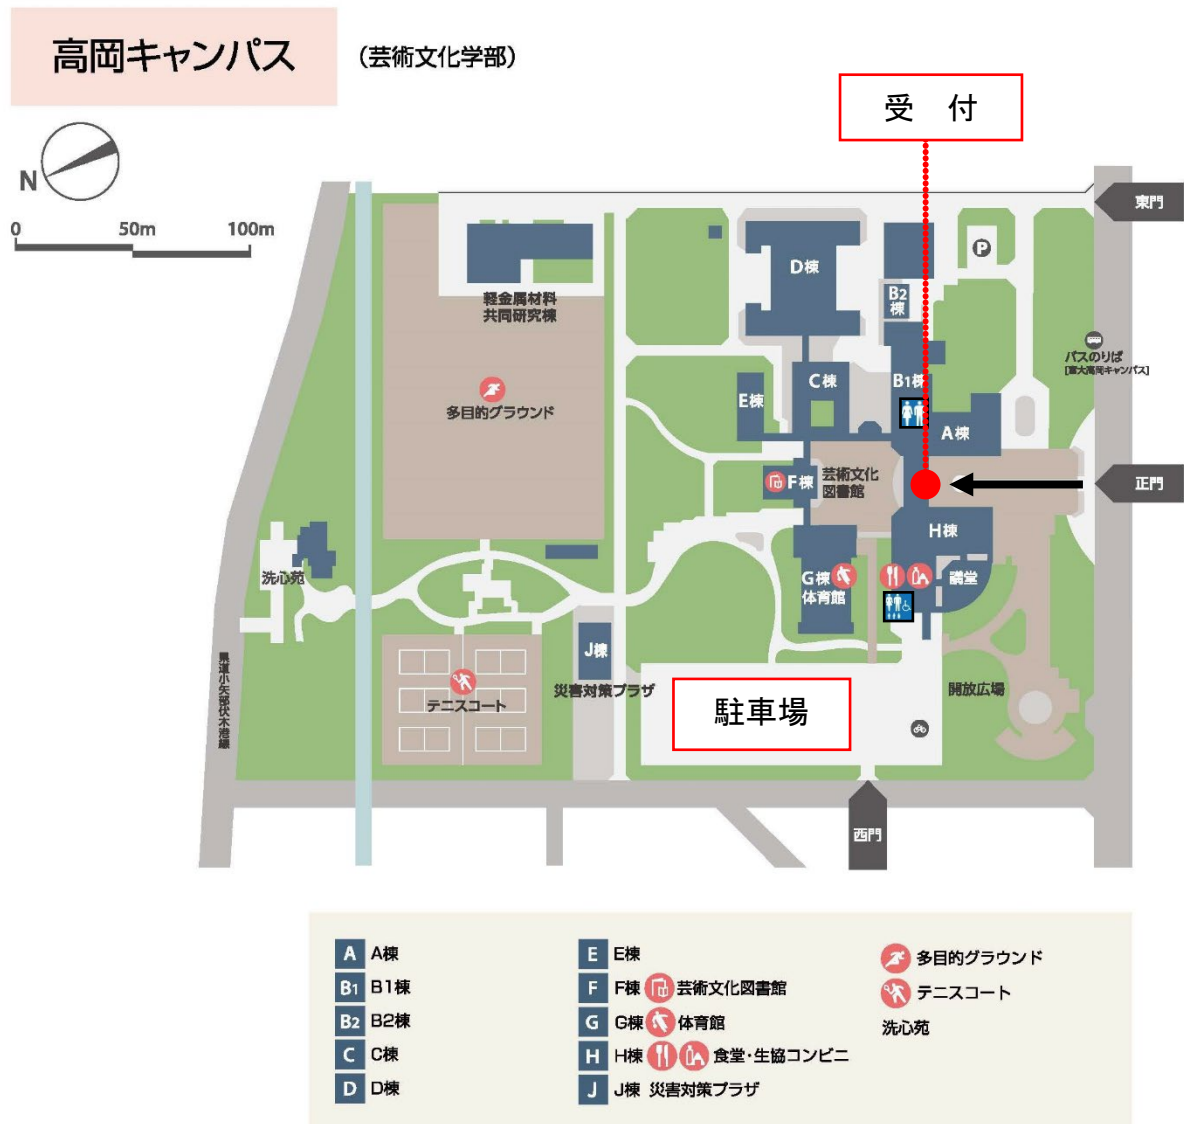 高岡キャンパス
(芸術文化学部)
受 付
N
0 50m 100m
東門
P
D棟
B2
棟
軽金属材料
共同研究棟
バスのりば
[富大高岡キャンパス]
C棟
B1棟
E棟
多目的グラウンド
A棟
F棟
芸術文化
図書館
正門
H棟
洗心苑
G棟
体育館
講堂
J棟
災害対策プラザ
県道小矢部伏木港線
テニスコート
駐車場
開放広場
西門
A A棟
B1 B1棟
B2 B2棟
C C棟
D D棟
E E棟
F F棟 芸術文化図書館
G G棟 体育館
H H棟 食堂・生協コンビニ
J J棟 災害対策プラザ
多目的グラウンド
テニスコート
洗心苑